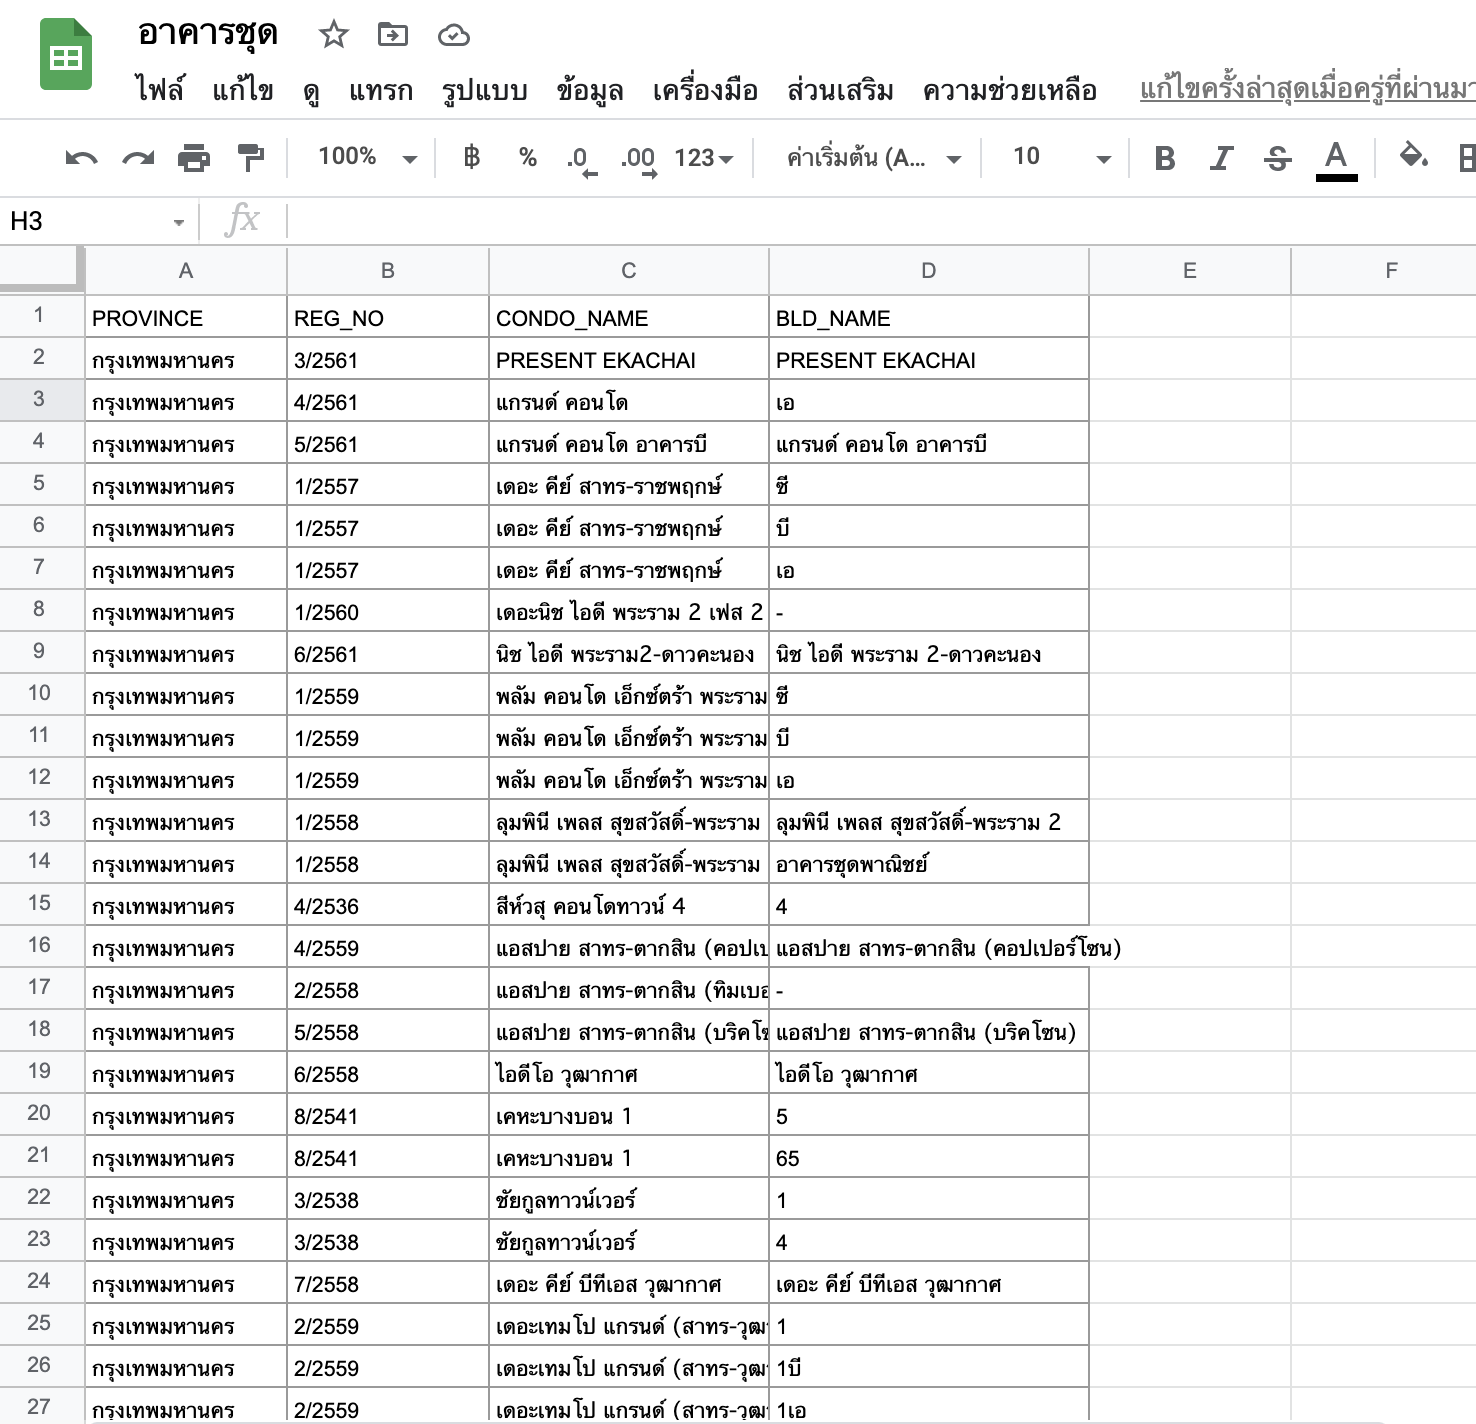 อาคารชุด
ไฟล์ แก้ไข ดู แทรก รูปแบบ ข้อมูล เครื่องมือ ส่วนเสริม ความช่วยเหลือ แก้ไขครั้งล่าสุดเมื่อครู่ที่ผ่านมา
100% ฿ % .0 .00 123 ค่าเริ่มต้น (A... 10 B I S A
H3 fx
A B C D E F
1 PROVINCE REG_NO CONDO_NAME BLD_NAME
2 กรุงเทพมหานคร 3/2561 PRESENT EKACHAI PRESENT EKACHAI
3 กรุงเทพมหานคร 4/2561 แกรนด์ คอนโด เอ
4 กรุงเทพมหานคร 5/2561 แกรนด์ คอนโด อาคารบี แกรนด์ คอนโด อาคารบี
5 กรุงเทพมหานคร 1/2557 เดอะ คีย์ สาทร-ราชพฤกษ์ ซี
6 กรุงเทพมหานคร 1/2557 เดอะ คีย์ สาทร-ราชพฤกษ์ บี
7 กรุงเทพมหานคร 1/2557 เดอะ คีย์ สาทร-ราชพฤกษ์ เอ
8 กรุงเทพมหานคร 1/2560 เดอะนิช ไอดี พระราม 2 เฟส 2 -
9 กรุงเทพมหานคร 6/2561 นิช ไอดี พระราม2-ดาวคะนอง นิช ไอดี พระราม 2-ดาวคะนอง
10 กรุงเทพมหานคร 1/2559 พลัม คอนโด เอ็กซ์ตร้า พระราม ซี
11 กรุงเทพมหานคร 1/2559 พลัม คอนโด เอ็กซ์ตร้า พระราม บี
12 กรุงเทพมหานคร 1/2559 พลัม คอนโด เอ็กซ์ตร้า พระราม เอ
13 กรุงเทพมหานคร 1/2558 ลุมพินี เพลส สุขสวัสดิ์-พระราม ลุมพินี เพลส สุขสวัสดิ์-พระราม 2
14 กรุงเทพมหานคร 1/2558 ลุมพินี เพลส สุขสวัสดิ์-พระราม อาคารชุดพาณิชย์
15 กรุงเทพมหานคร 4/2536 สีห์วสุ คอนโดทาวน์ 4 4
16 กรุงเทพมหานคร 4/2559 แอสปาย สาทร-ตากสิน (คอปเ แอสปาย สาทร-ตากสิน (คอปเปอร์โซน)
17 กรุงเทพมหานคร 2/2558 แอสปาย สาทร-ตากสิน (ทิมเบอ -
18 กรุงเทพมหานคร 5/2558 แอสปาย สาทร-ตากสิน (บริคโซ แอสปาย สาทร-ตากสิน (บริคโซน)
19 กรุงเทพมหานคร 6/2558 ไอดีโอ วุฒากาศ ไอดีโอ วุฒากาศ
20 กรุงเทพมหานคร 8/2541 เคหะบางบอน 1 5
21 กรุงเทพมหานคร 8/2541 เคหะบางบอน 1 65
22 กรุงเทพมหานคร 3/2538 ชัยกูลทาวน์เวอร์ 1
23 กรุงเทพมหานคร 3/2538 ชัยกูลทาวน์เวอร์ 4
24 กรุงเทพมหานคร 7/2558 เดอะ คีย์ บีทีเอส วุฒากาศ เดอะ คีย์ บีทีเอส วุฒากาศ
25 กรุงเทพมหานคร 2/2559 เดอะเทมโป แกรนด์ (สาทร-วุฒ 1
26 กรุงเทพมหานคร 2/2559 เดอะเทมโป แกรนด์ (สาทร-วุฒ 1บี
27 กรุงเทพมหานคร 2/2559 เดอะเทมโป แกรนด์ (สาทร-วุฒ 1เอ